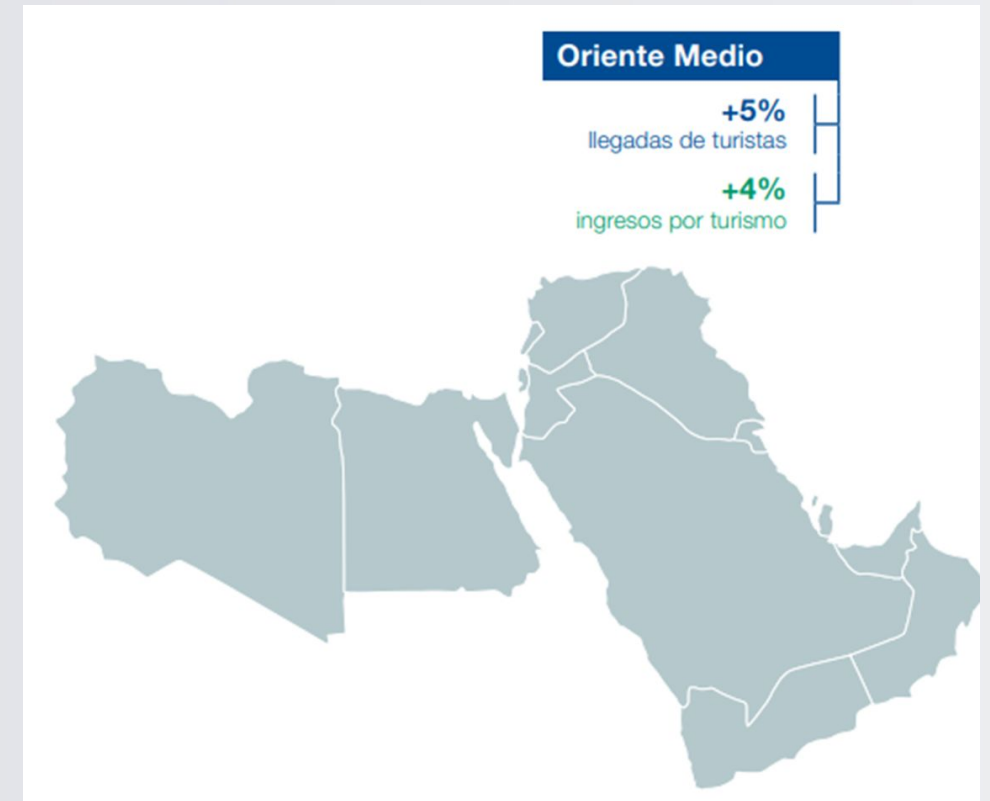 Oriente Medio
+5%
llegadas de turistas
+4%
ingresos por turismo